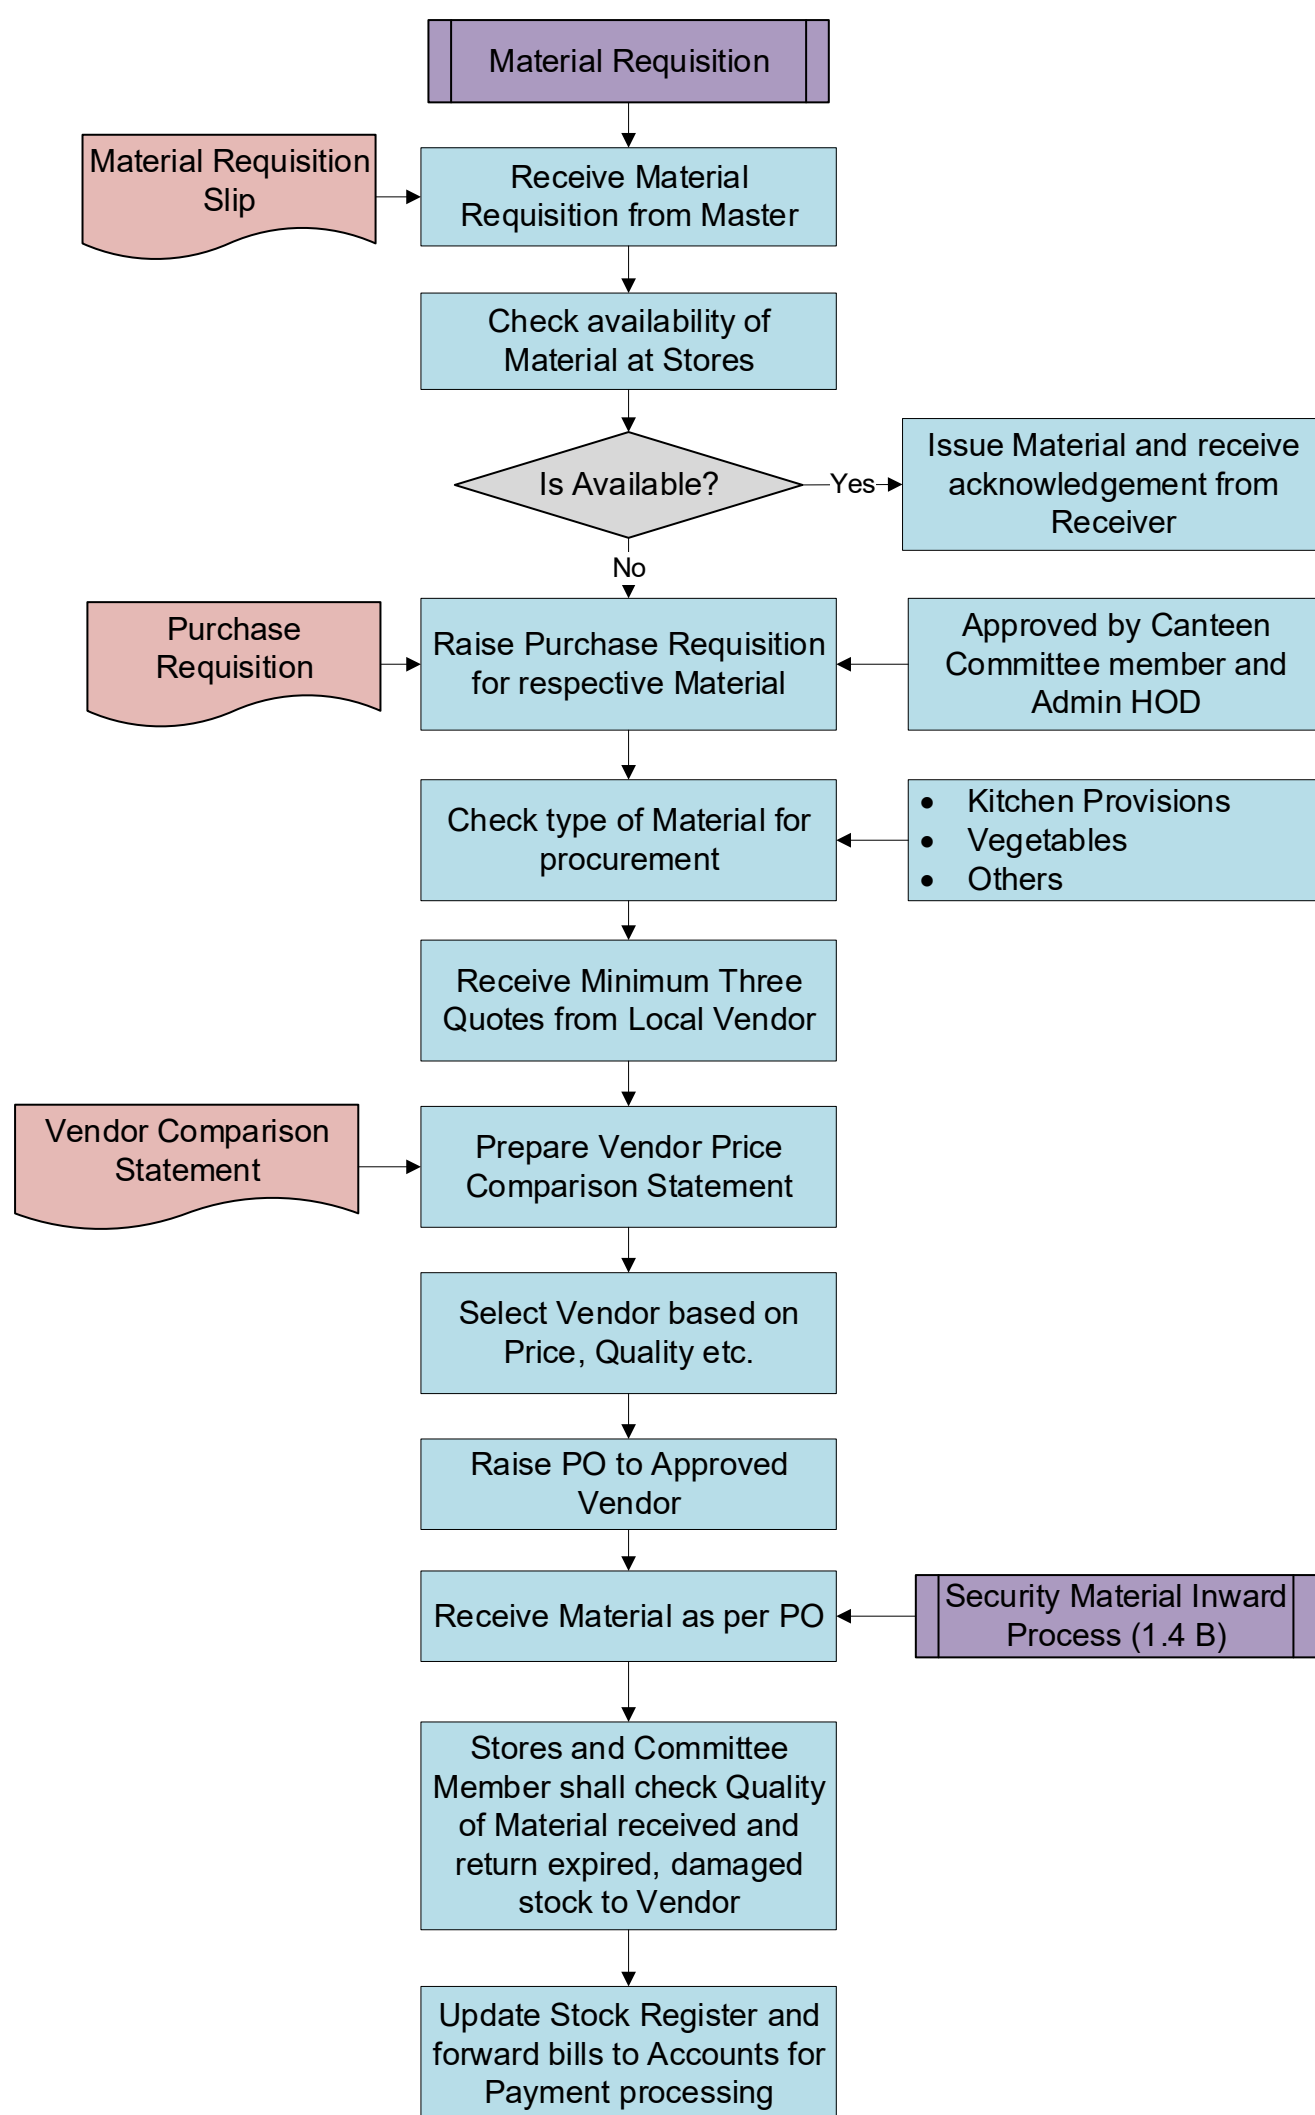 Material Requisition
Material Requisition
Slip
Receive Material
Requisition from Master
Check availability of
Material at Stores
Is Available?
Yes
Issue Material and receive
acknowledgement from
Receiver
No
Purchase
Requisition
Raise Purchase Requisition
for respective Material
Approved by Canteen
Committee member and
Admin HOD
Check type of Material for
procurement
• Kitchen Provisions
• Vegetables
• Others
Receive Minimum Three
Quotes from Local Vendor
Vendor Comparison
Statement
Prepare Vendor Price
Comparison Statement
Select Vendor based on
Price, Quality etc.
Raise PO to Approved
Vendor
Receive Material as per PO
Security Material Inward
Process (1.4 B)
Stores and Committee
Member shall check Quality
of Material received and
return expired, damaged
stock to Vendor
Update Stock Register and
forward bills to Accounts for
Payment processing